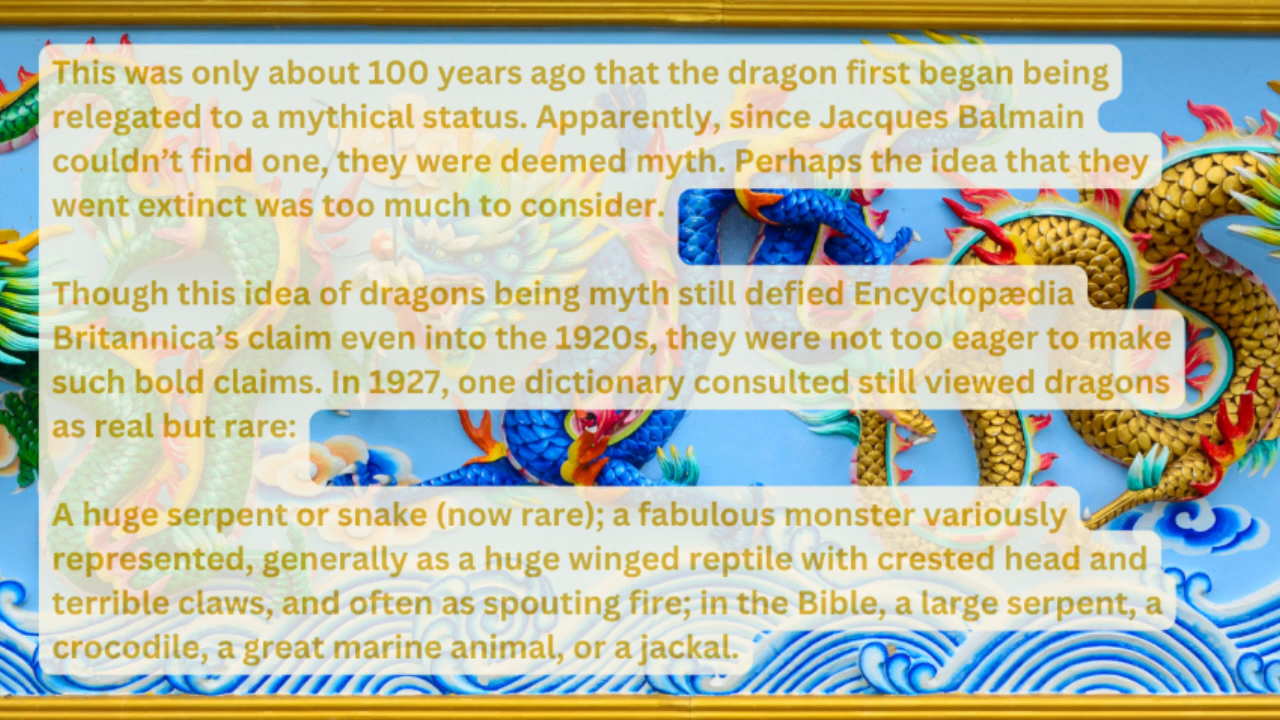 This was only about 100 years ago that the dragon first began being
relegated to a mythical status. Apparently, since Jacques Balmain
couldn’t find one, they were deemed myth. Perhaps the idea that they
went extinct was too much to consider.
Though this idea of dragons being myth still defied Encyclopædia
Britannica’s claim even into the 1920s, they were not too eager to make
such bold claims. In 1927, one dictionary consulted still viewed dragons
as real but rare:
A huge serpent or snake (now rare); a fabulous monster variously
represented, generally as a huge winged reptile with crested head and
terrible claws, and often as spouting fire; in the Bible, a large serpent, a
crocodile, a great marine animal, or a jackal.